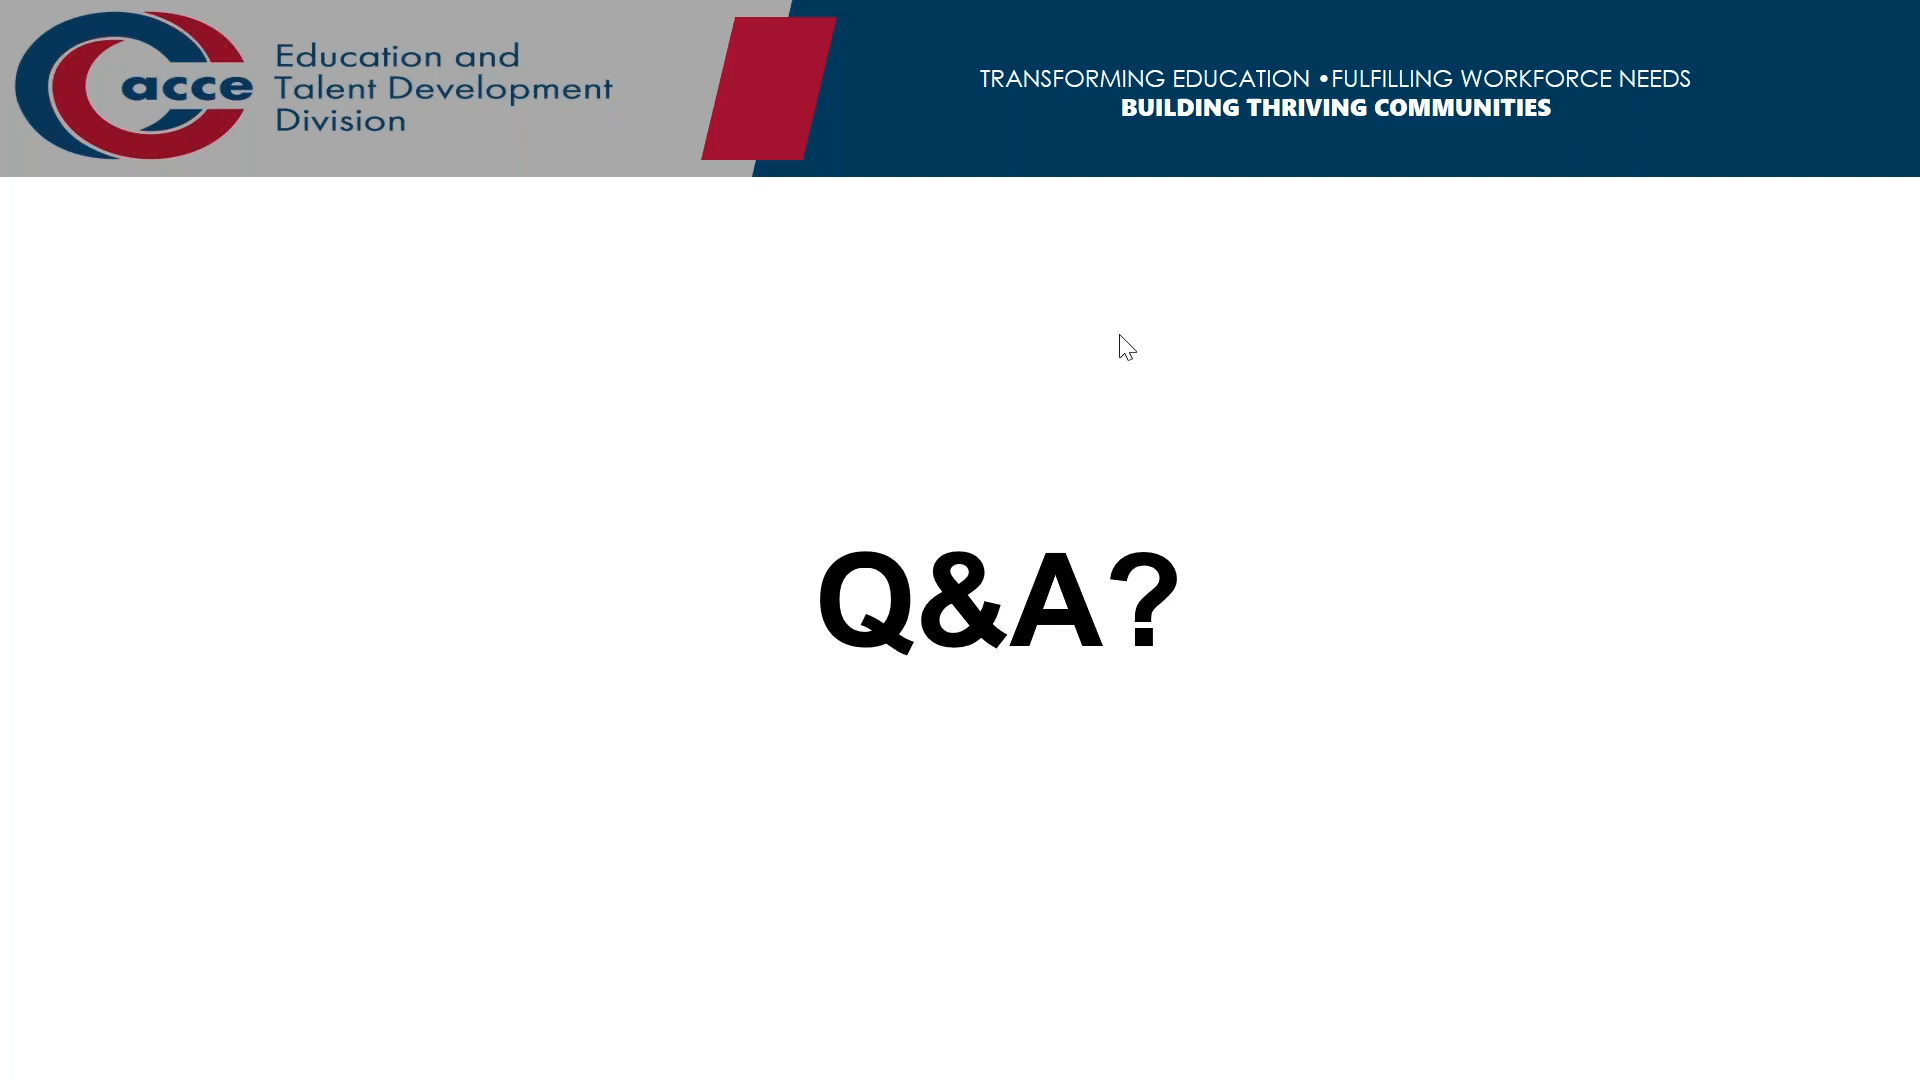 acce
Education and
Talent Development
Division
TRANSFORMING EDUCATION •FULFILLING WORKFORCE NEEDS
BUILDING THRIVING COMMUNITIES
Q&A?